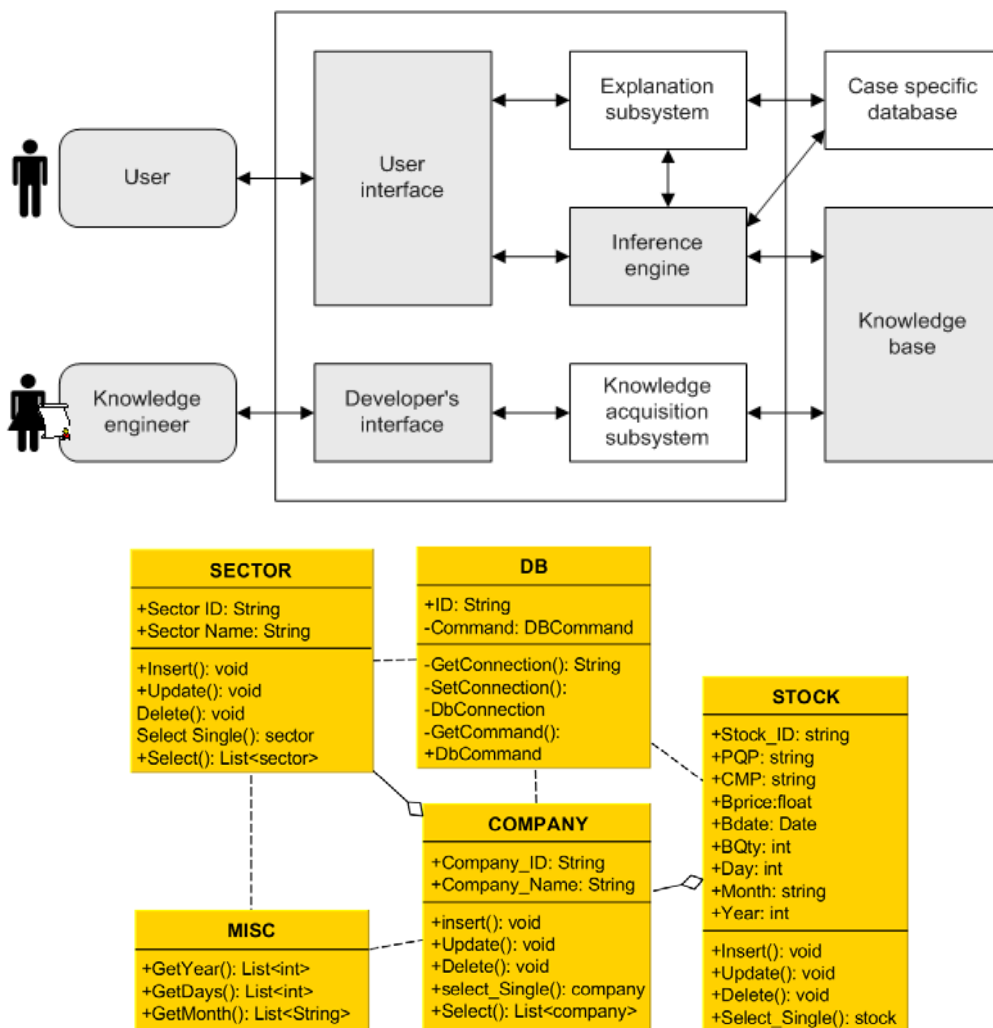 User
Knowledge
engineer
User
interface
Developer's
interface
Explanation
subsystem
Inference
engine
Knowledge
acquisition
subsystem
Case specific
database
Knowledge
base
SECTOR
+Sector ID: String
+Sector Name: String
+Insert(): void
+Update(): void
Delete(): void
Select Single(): sector
+Select(): List<sector>
DB
+ID: String
-Command: DBCommand
-GetConnection(): String
-SetConnection():
-DbConnection
-GetCommand():
+DbCommand
STOCK
+Stock_ID: string
+PQP: string
+CMP: string
+Bprice:float
+Bdate: Date
+BQty: int
+Day: int
+Month: string
+Year: int
+Insert(): void
+Update(): void
+Delete(): void
+Select_Single(): stock
COMPANY
+Company_ID: String
+Company_Name: String
+insert(): void
+Update(): void
+Delete(): void
+select_Single(): company
+Select(): List<company>
MISC
+GetYear(): List<int>
+GetDays(): List<int>
+GetMonth(): List<String>